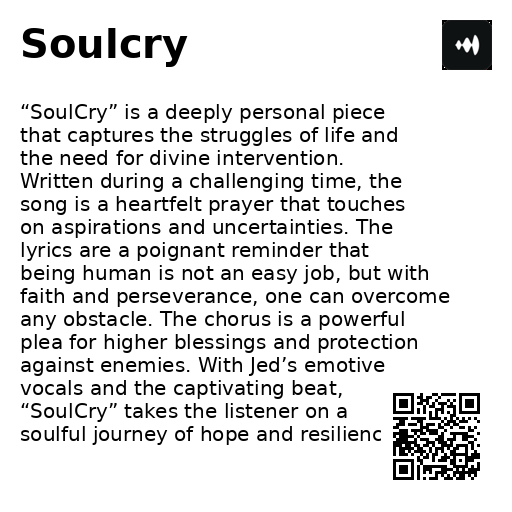 Soulcry
“SoulCry” is a deeply personal piece
that captures the struggles of life and
the need for divine intervention.
Written during a challenging time, the
song is a heartfelt prayer that touches
on aspirations and uncertainties. The
lyrics are a poignant reminder that
being human is not an easy job, but with
faith and perseverance, one can overcome
any obstacle. The chorus is a powerful
plea for higher blessings and protection
against enemies. With Jed’s emotive
vocals and the captivating beat,
“SoulCry” takes the listener on a
soulful journey of hope and resilienc